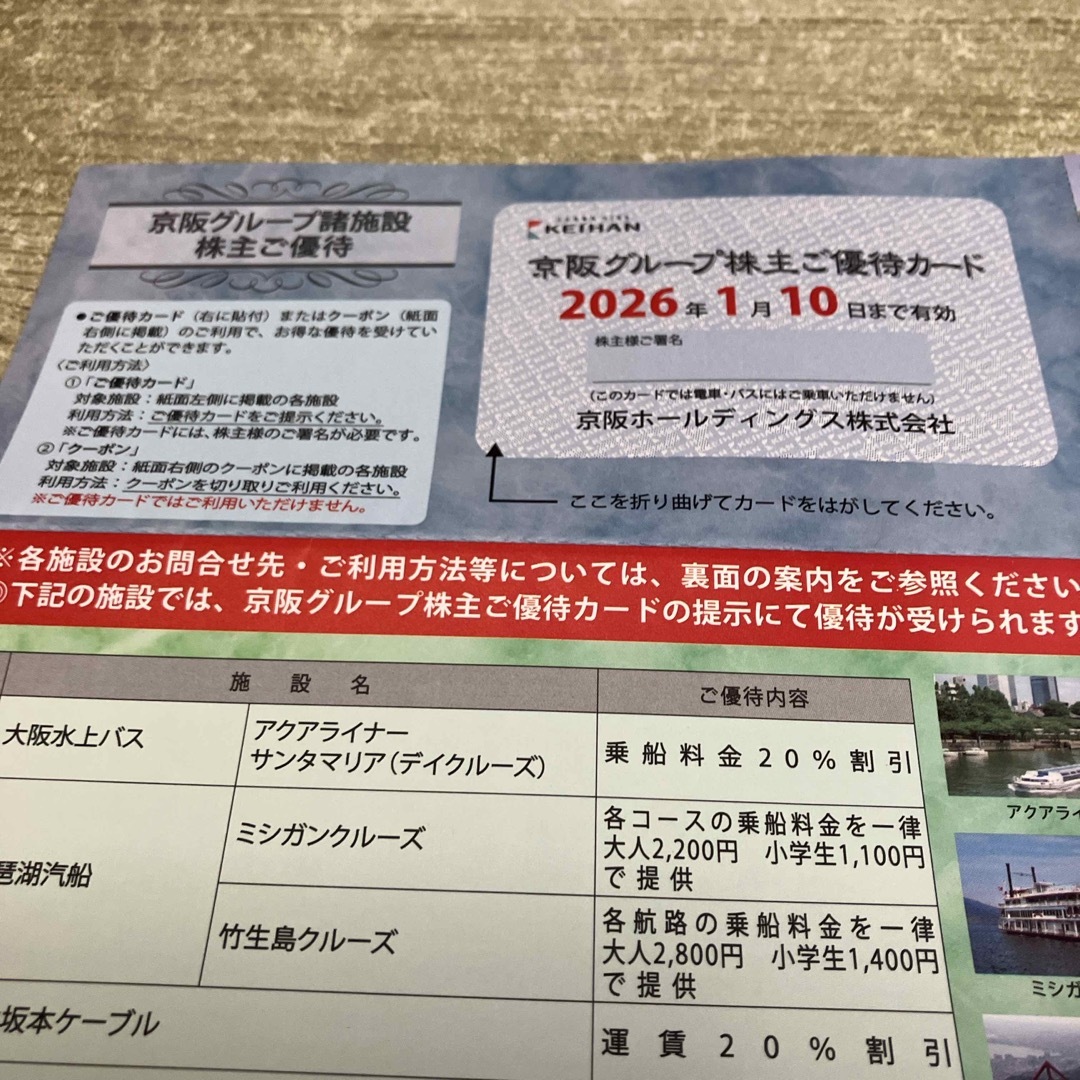 京阪グループ諸施設
株主ご優待
●ご優待カード(右に貼付)またはクーポン(紙面
右側に掲載)のご利用で、お得な優待を受けてい
ただくことができます。
〈ご利用方法〉
①「ご優待カード」
対象施設:紙面左側に掲載の各施設
利用方法:ご優待カードをご提示ください。
※ご優待カードには、株主様のご署名が必要です。
②「クーポン」
対象施設:紙面右側のクーポンに掲載の各施設
利用方法:クーポンを切り取りご利用ください。
※ご優待カードではご利用いただけません。
KEIHAN
京阪グループ株主ご優待カード
2026年1月10日まで有効
株主様ご署名
(このカードでは電車・バスにはご乗車いただけません)
京阪ホールディングス株式会社
ここを折り曲げてカードをはがしてください。
※各施設のお問合せ先・ご利用方法等については、裏面の案内をご参照ください
◎下記の施設では、京阪グループ株主ご優待カードの提示にて優待が受けられます
施設名
ご優待内容
大阪水上バス
アクアライナー
サンタマリア(デイクルーズ)
乗船料金20%割引
琶湖汽船
ミシガンクルーズ
各コースの乗船料金を一律
大人2,200円 小学生1,100円
で提供
竹生島クルーズ
各航路の乗船料金を一律
大人2,800円 小学生1,400円
で提供
坂本ケーブル
運賃20%割引
アクアライ
ミシガ